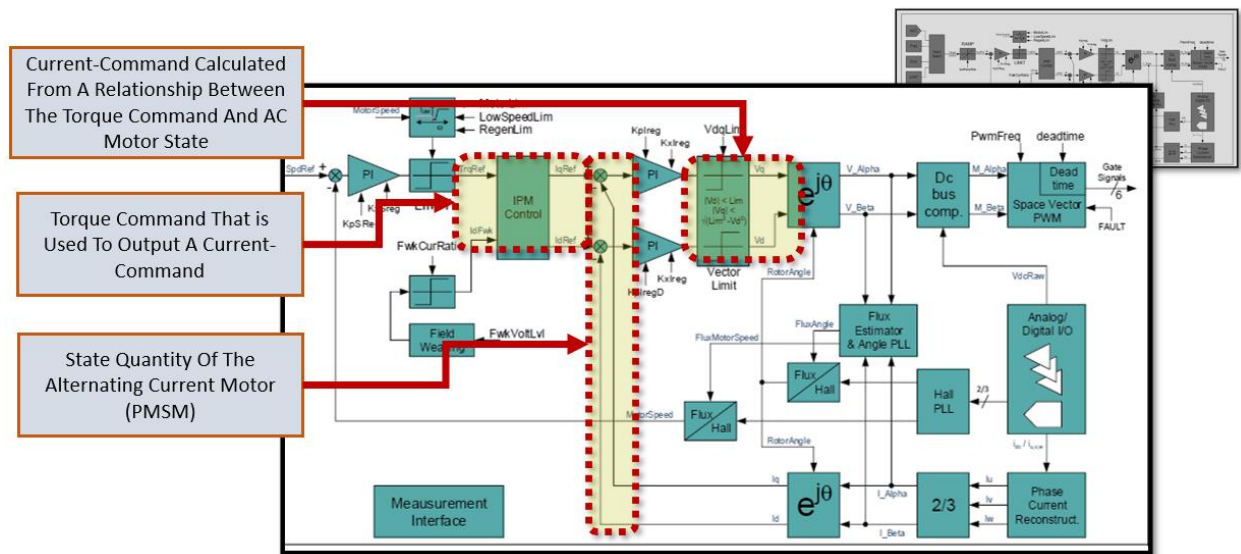 Current-Command Calculated
From A Relationship Between
The Torque Command And AC
Motor State
Torque Command That is
Used To Output A Current-
Command
State Quantity Of The
Alternating Current Motor
(PMSM)
MotorSpeed
LowSpeedLim
RegenLim
SpdRef
+
-
PI
TrqRef
IPM
Control
IqRef
IdRef
IdFwk
FwkCurRatio
Field
FwkVoltLvl
KpIreg
KxIreg
PI
PI
KxIreg
KpIregD
VdqLim
Vq
|Vd| < Lim
|Vq| <
√(Lim² -Vd²)
Vd
Vector
Limit
e^jθ
V_Alpha
V_Beta
RotorAngle
Dc
bus
comp.
M_Alpha
M_Beta
PwmFreq
deadtime
Dead
time
Space Vector
PWM
Gate
Signals
6
FAULT
VdcRaw
Flux
Estimator
& Angle PLL
FluxAngle
FluxMotorSpeed
Flux
Hall
Flux
Hall
MotorSpeed
Hall
PLL
2/3
Analog/
Digital I/O
RotorAngle
Iq
Id
e^jθ
I_Alpha
I_Beta
2/3
Iu
Iv
Iw
Phase
Current
Reconstruct.
Meausurement
Interface